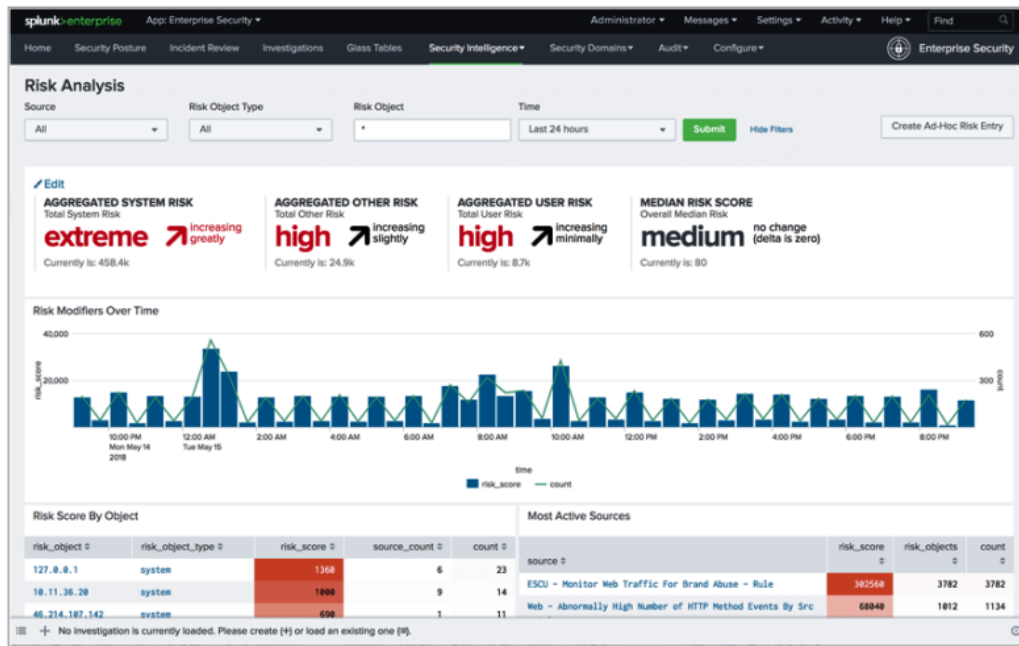 splunk>enterprise App: Enterprise Security Administrator Messages Settings Activity Help Find
Home Security Posture Incident Review Investigations Glass Tables Security Intelligence Security Domains Audit Configure Enterprise Security
Risk Analysis
Source Risk Object Type Risk Object Time
All All * Last 24 hours Submit Hide Filters Create Ad-Hoc Risk Entry
Edit
AGGREGATED SYSTEM RISK
Total System Risk
extreme increasing greatly
Currently is: 458.4k
AGGREGATED OTHER RISK
Total Other Risk
high increasing slightly
Currently is: 24.9k
AGGREGATED USER RISK
Total User Risk
high increasing minimally
Currently is: 8.7k
MEDIAN RISK SCORE
Overall Median Risk
medium no change (delta is zero)
Currently is: 80
Risk Modifiers Over Time
40,000 600
risk_score
20,000 300
count
10:00 PM 12:00 AM 2:00 AM 4:00 AM 6:00 AM 8:00 AM 10:00 AM 12:00 PM 2:00 PM 4:00 PM 6:00 PM 8:00 PM
Mon May 14 Tue May 15
2018
time
risk_score count
Risk Score By Object
risk_object risk_object_type risk_score source_count count
127.0.0.1 system 1360 6 23
10.11.36.20 system 1000 9 14
46.214.107.142 system 690 1 11
Most Active Sources
source risk_score risk_objects count
ESCU - Monitor Web Traffic For Brand Abuse - Rule 302560 3782 3782
Web - Abnormally High Number of HTTP Method Events By Src 68040 1012 1134
No investigation is currently loaded. Please create (+) or load an existing one (≡).